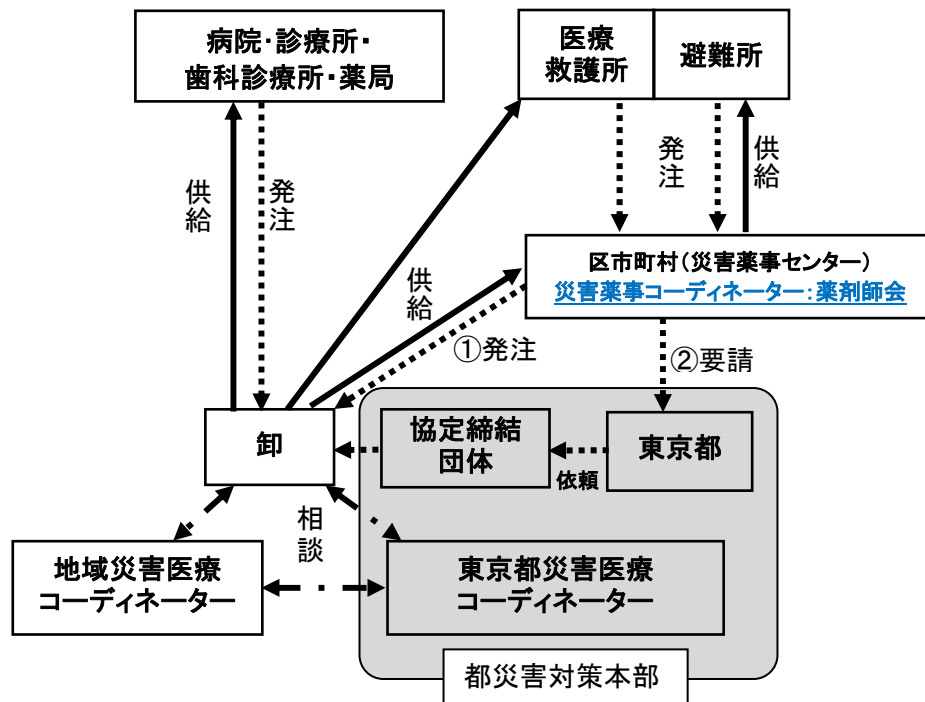 病院・診療所・
歯科診療所・薬局
医療
救護所
避難所
供給
発注
発注
供給
区市町村(災害薬事センター)
災害薬事コーディネーター:薬剤師会
供給
①発注
②要請
卸
協定締結
団体
依頼
東京都
相談
地域災害医療
コーディネーター
東京都災害医療
コーディネーター
都災害対策本部